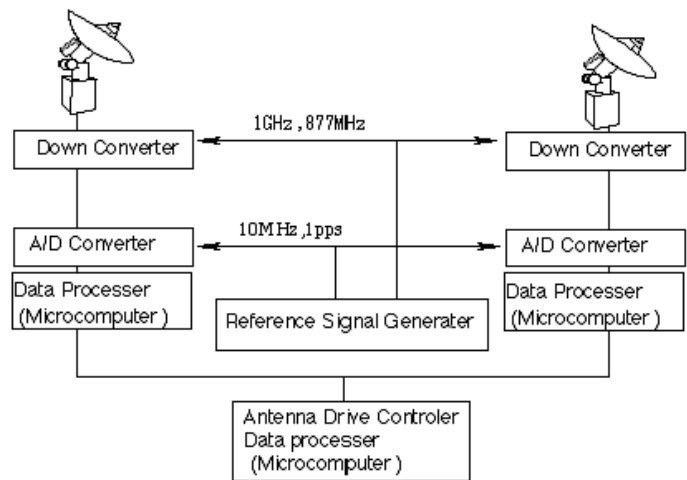 1GHz,877MHz
Down Converter
Down Converter
10MHz,1pps
A/D Converter
A/D Converter
Data Processer
(Microcomputer)
Reference Signal Generater
Data Processer
(Microcomputer)
Antenna Drive Controler
Data processer
(Microcomputer)